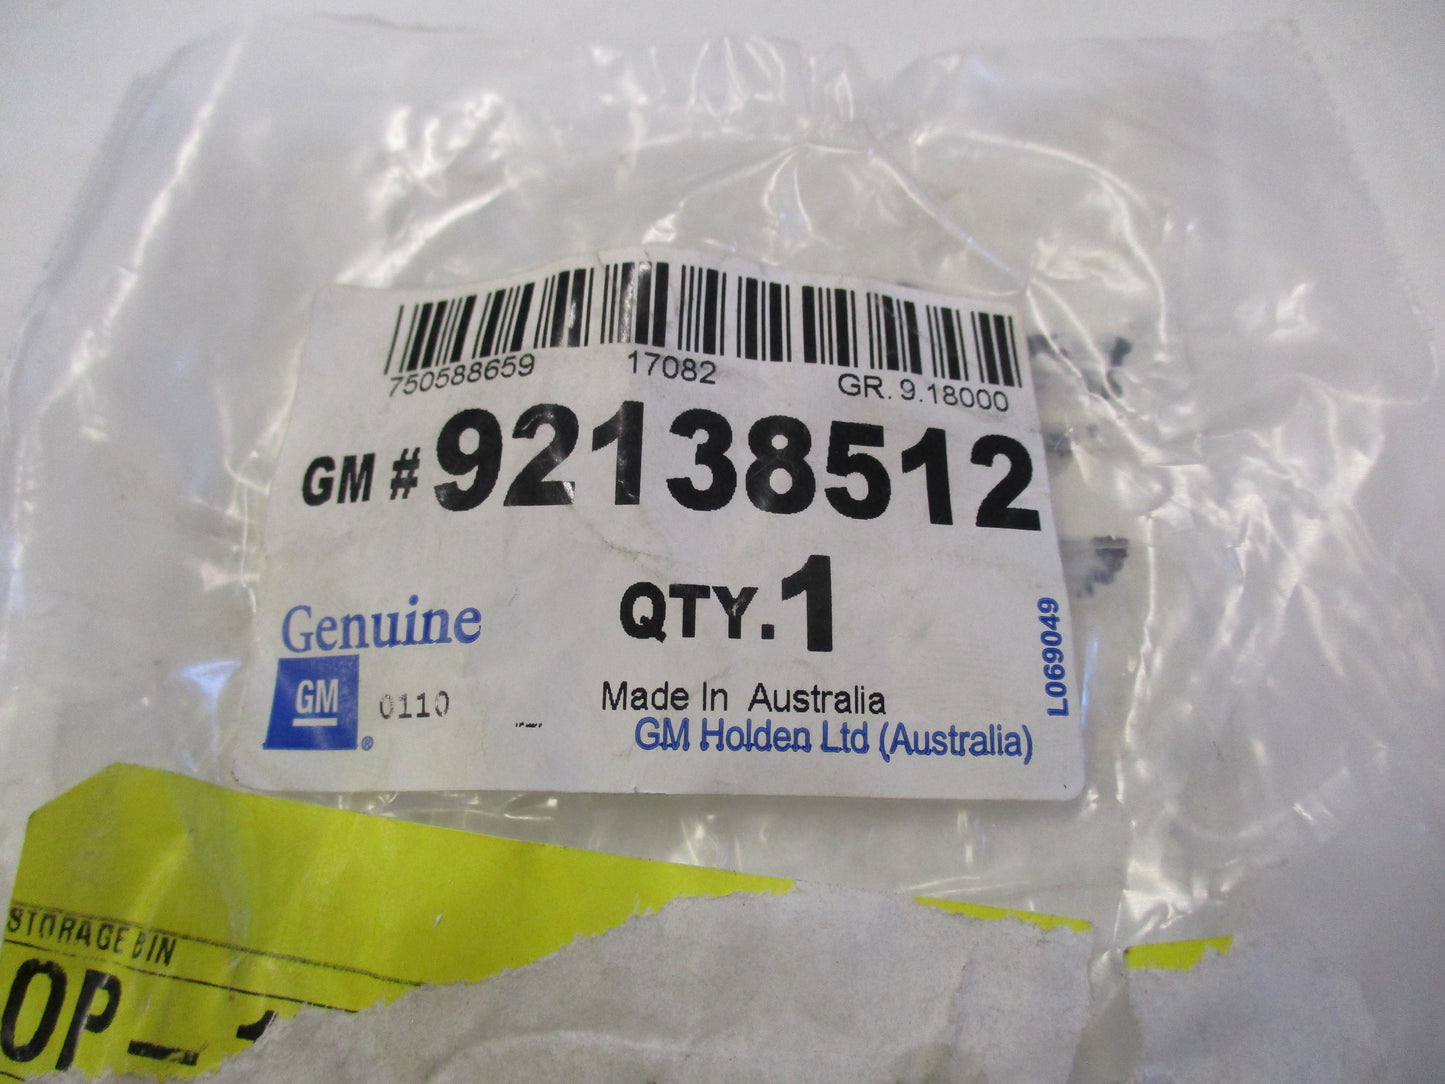 750588659 17082 GR. 9.18000
GM # 92138512
QTY. 1
Genuine
GM ®
0110
Made In Australia
GM Holden Ltd (Australia)
L069049
STORAGE BIN
OP